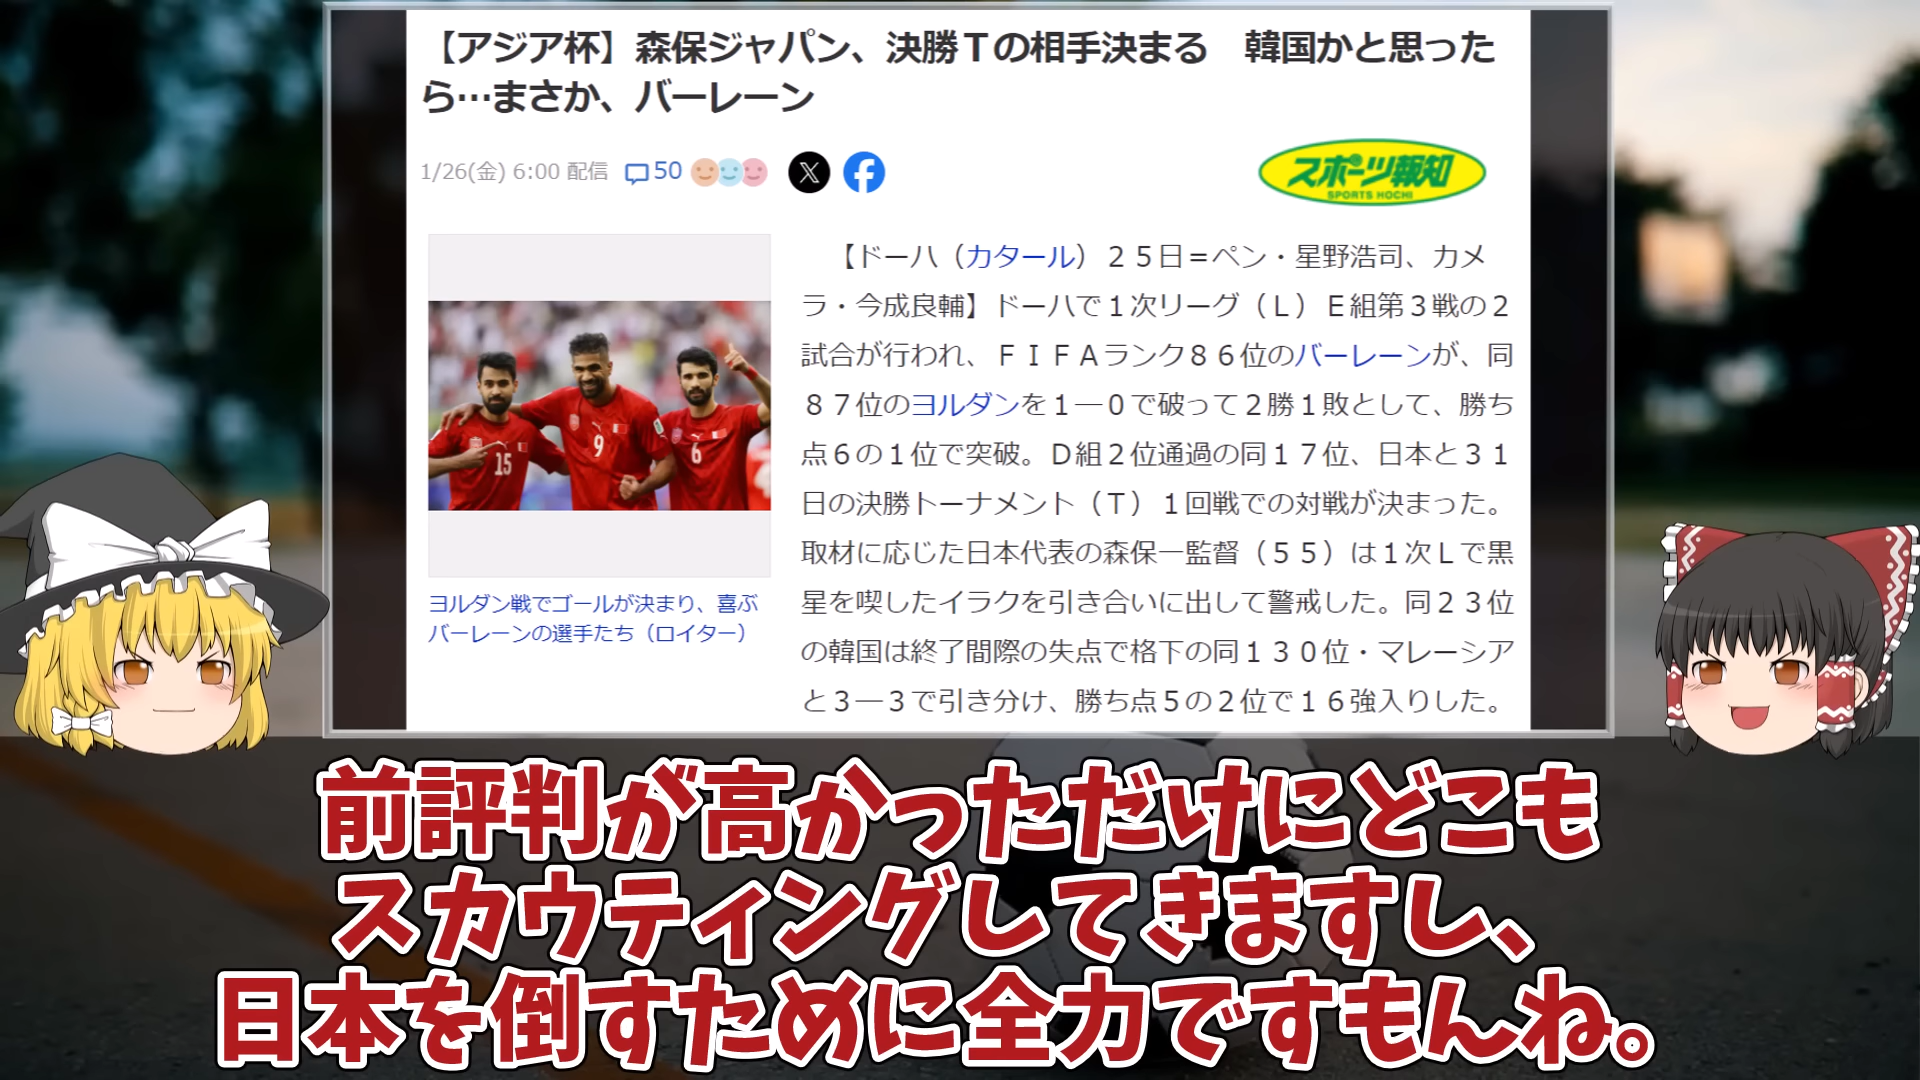 【アジア杯】森保ジャパン、決勝Ｔの相手決まる　韓国かと思った
ら…まさか、バーレーン
1/26(金) 6:00 配信 50
スポーツ報知
SPORTS HOCHI
【ドーハ（カタール）２５日＝ペン・星野浩司、カメ
ラ・今成良輔】ドーハで１次リーグ（Ｌ）Ｅ組第３戦の２
試合が行われ、ＦＩＦＡランク８６位のバーレーンが、同
８７位のヨルダンを１―０で破って２勝１敗として、勝ち
点６の１位で突破。Ｄ組２位通過の同１７位、日本と３１
日の決勝トーナメント（Ｔ）１回戦での対戦が決まった。
取材に応じた日本代表の森保一監督（５５）は１次Ｌで黒
星を喫したイラクを引き合いに出して警戒した。同２３位
の韓国は終了間際の失点で格下の同１３０位・マレーシア
と３―３で引き分け、勝ち点５の２位で１６強入りした。
15
9
6
ヨルダン戦でゴールが決まり、喜ぶ
バーレーンの選手たち（ロイター）
前評判が高かっただけにどこも
スカウティングしてきますし、
日本を倒すために全力ですもんね。